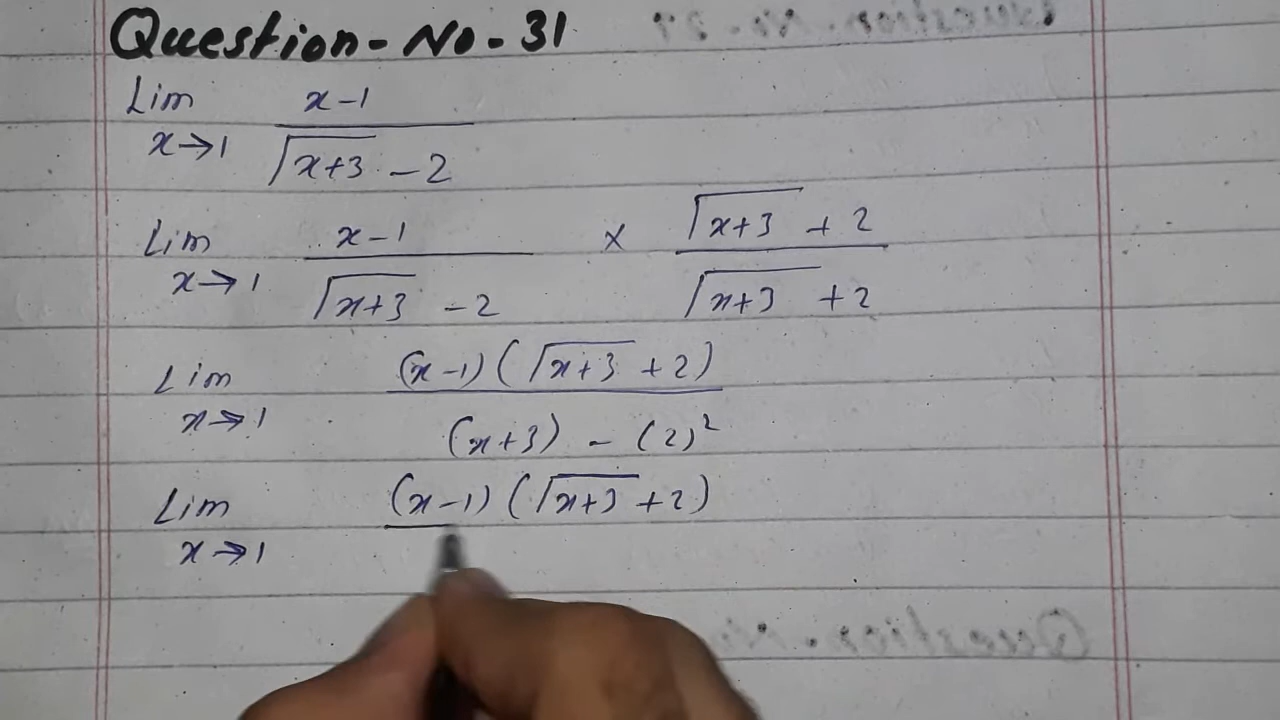 Question-No-31
Lim x→1 x-1 / √x+3 - 2
Lim x→1 x-1 / √x+3 - 2 × √x+3 + 2 / √x+3 + 2
Lim x→1 (x-1)(√x+3 + 2) / (x+3) - (2)²
Lim x→1 (x-1)(√x+3 + 2)